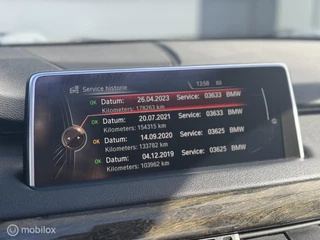 Service historie
13:58
OK Datum: 26.04.2023 Service: 03633 BMW
Kilometers: 178263 km
OK Datum: 20.07.2021 Service: 03633 BMW
Kilometers: 154315 km
OK Datum: 14.09.2020 Service: 03625 BMW
Kilometers: 133782 km
OK Datum: 04.12.2019 Service: 03625 BMW
Kilometers: 103962 km
mobilox